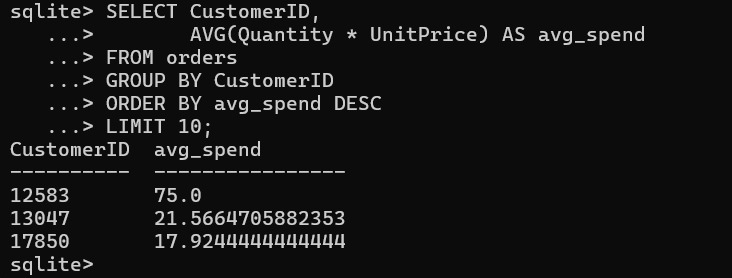 sqlite> SELECT CustomerID,
   ...>        AVG(Quantity * UnitPrice) AS avg_spend
   ...> FROM orders
   ...> GROUP BY CustomerID
   ...> ORDER BY avg_spend DESC
   ...> LIMIT 10;
CustomerID  avg_spend
----------  ----------------
12583       75.0
13047       21.5664705882353
17850       17.9244444444444
sqlite>